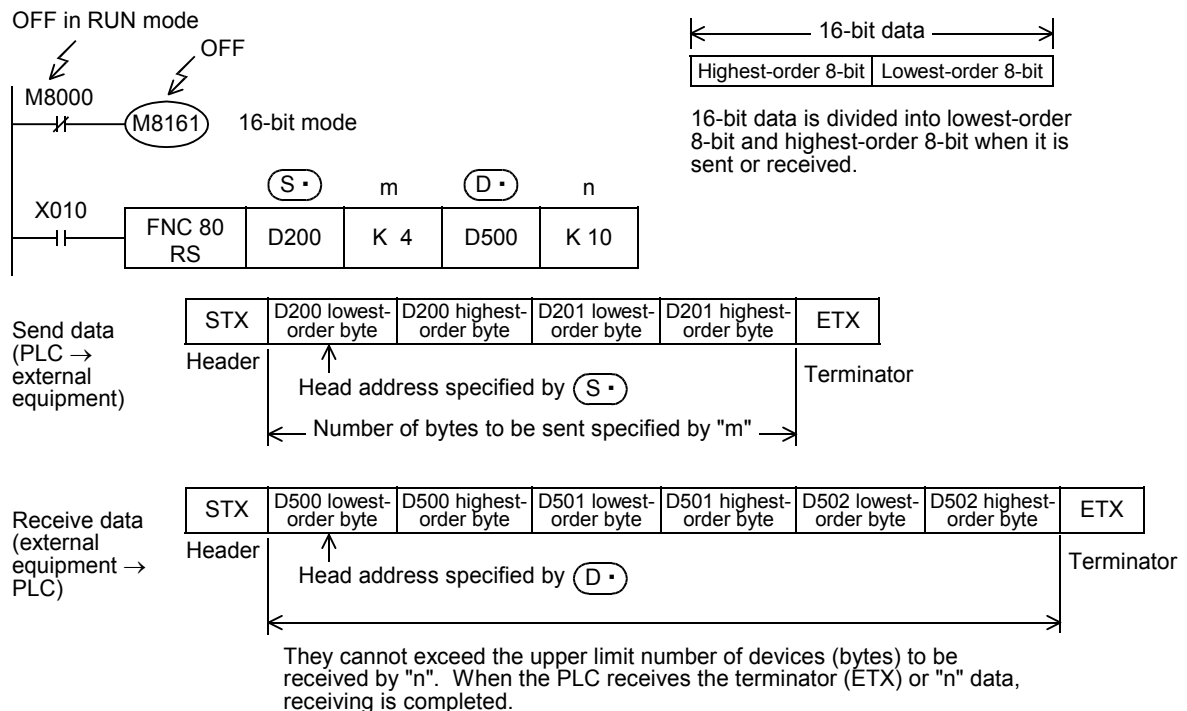 OFF in RUN mode
OFF
M8000
M8161
16-bit mode
16-bit data
Highest-order 8-bit Lowest-order 8-bit
16-bit data is divided into lowest-order
8-bit and highest-order 8-bit when it is
sent or received.
S· m D· n
X010
FNC 80
RS
D200 K 4 D500 K 10
Send data
(PLC →
external
equipment)
STX
D200 lowest-
order byte
D200 highest-
order byte
D201 lowest-
order byte
D201 highest-
order byte
ETX
Header
Head address specified by S·
Terminator
Number of bytes to be sent specified by "m"
Receive data
(external
equipment →
PLC)
STX
D500 lowest-
order byte
D500 highest-
order byte
D501 lowest-
order byte
D501 highest-
order byte
D502 lowest-
order byte
D502 highest-
order byte
ETX
Header
Head address specified by D·
Terminator
They cannot exceed the upper limit number of devices (bytes) to be
received by "n". When the PLC receives the terminator (ETX) or "n" data,
receiving is completed.